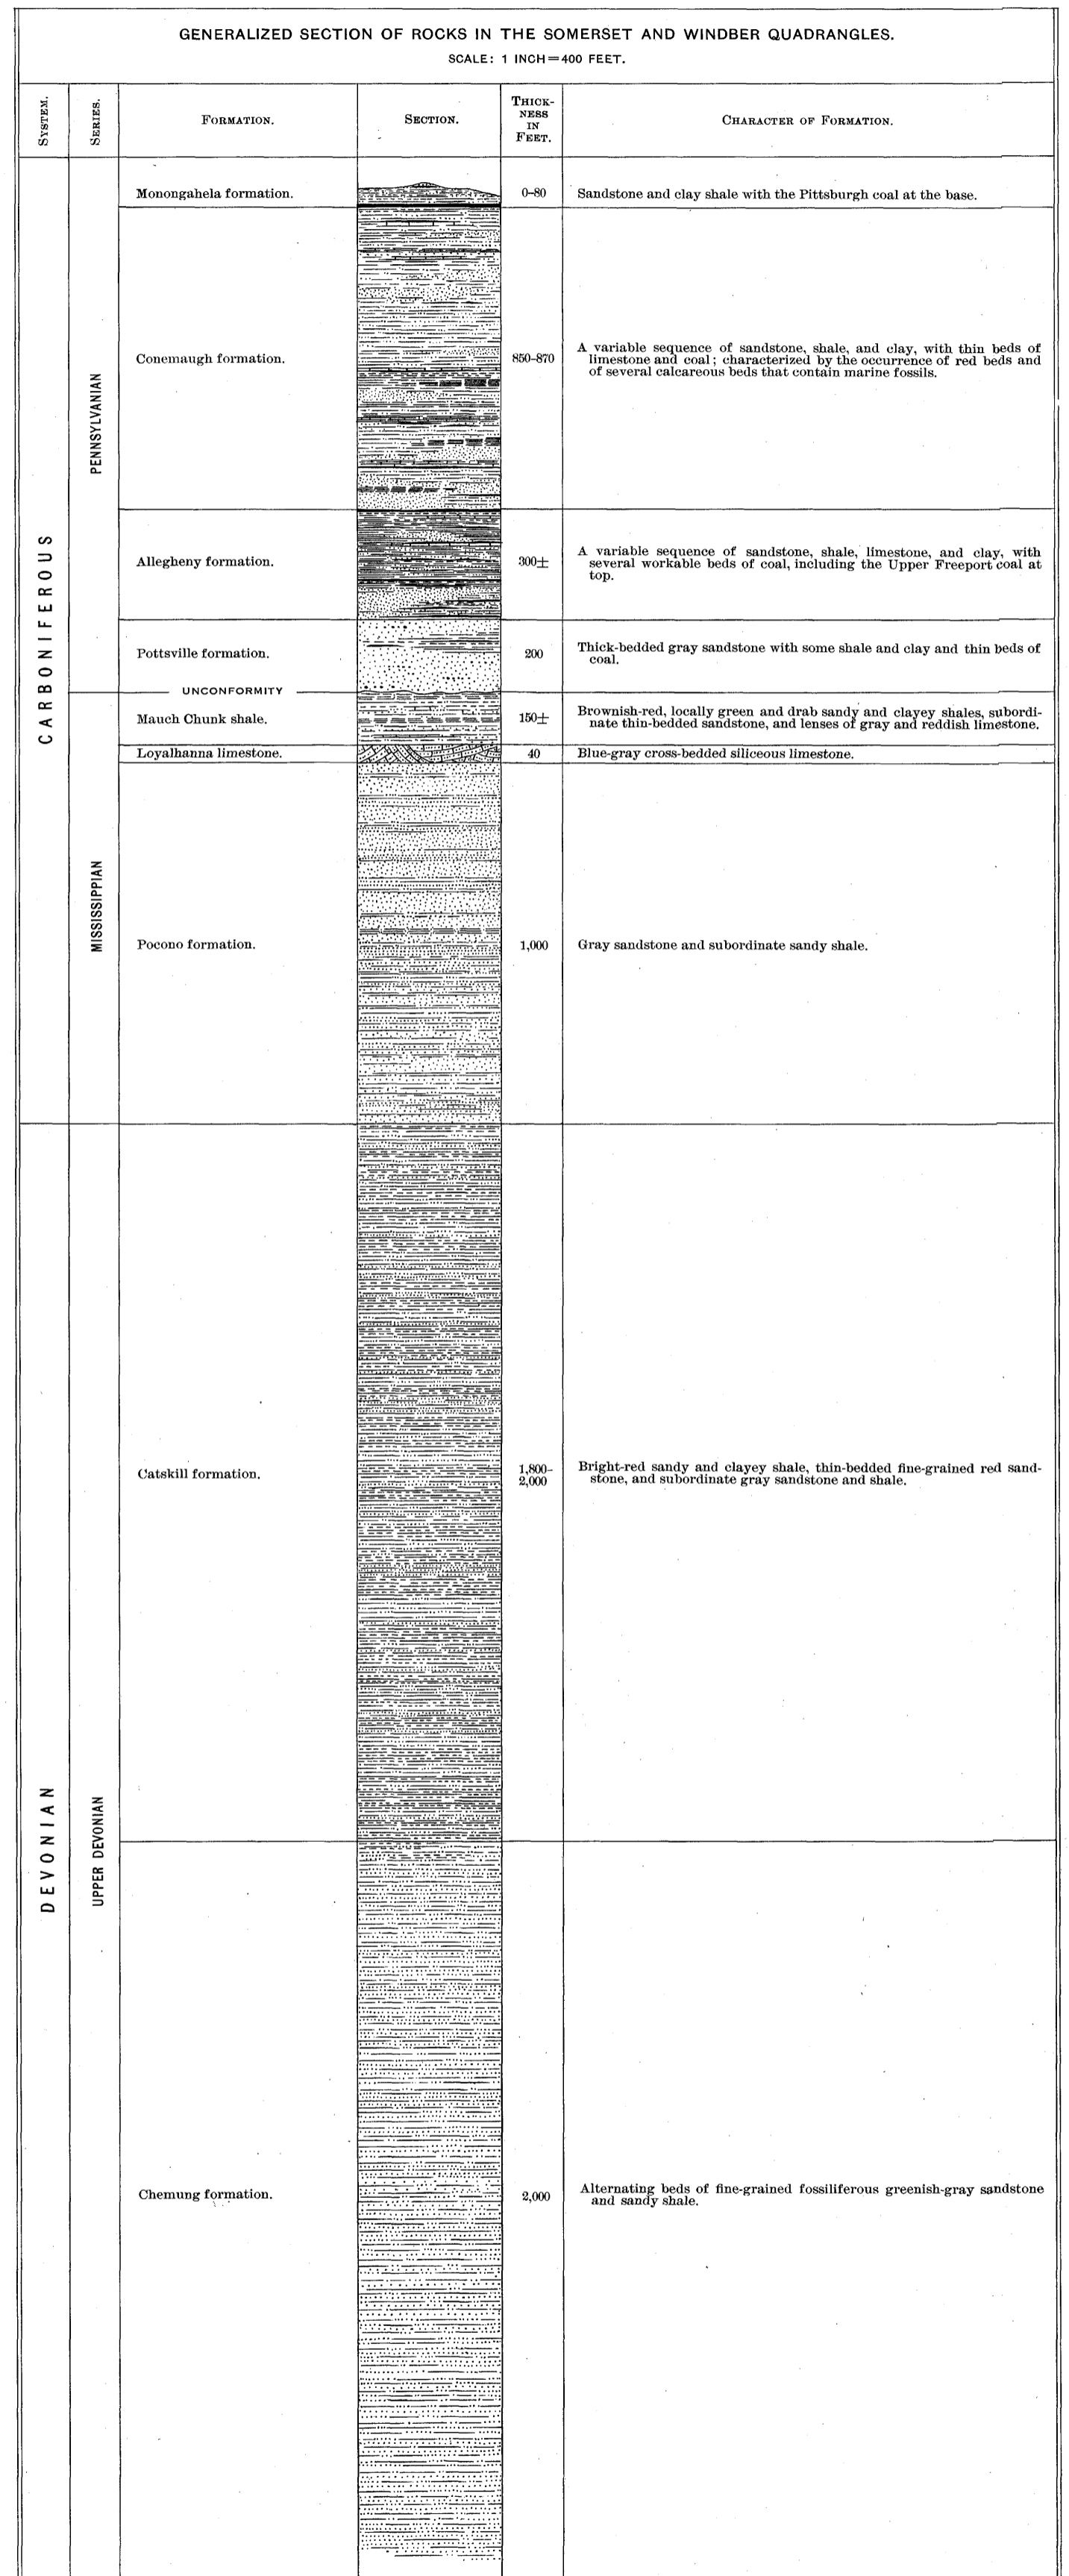 GENERALIZED SECTION OF ROCKS IN THE SOMERSET AND WINDBER QUADRANGLES.
SCALE: 1 INCH=400 FEET.
SYSTEM.
SERIES.
FORMATION.
SECTION.
THICK-
NESS
IN
FEET.
CHARACTER OF FORMATION.
CARBONIFEROUS
PENNSYLVANIAN
Monongahela formation.
0–80
Sandstone and clay shale with the Pittsburgh coal at the base.
Conemaugh formation.
850–870
A variable sequence of sandstone, shale, and clay, with thin beds of
limestone and coal; characterized by the occurrence of red beds and
of several calcareous beds that contain marine fossils.
Allegheny formation.
300±
A variable sequence of sandstone, shale, limestone, and clay, with
several workable beds of coal, including the Upper Freeport coal at
top.
Pottsville formation.
200
Thick-bedded gray sandstone with some shale and clay and thin beds of
coal.
UNCONFORMITY
MISSISSIPPIAN
Mauch Chunk shale.
150±
Brownish-red, locally green and drab sandy and clayey shales, subordi-
nate thin-bedded sandstone, and lenses of gray and reddish limestone.
Loyalhanna limestone.
40
Blue-gray cross-bedded siliceous limestone.
Pocono formation.
1,000
Gray sandstone and subordinate sandy shale.
DEVONIAN
UPPER DEVONIAN
Catskill formation.
1,800–
2,000
Bright-red sandy and clayey shale, thin-bedded fine-grained red sand-
stone, and subordinate gray sandstone and shale.
Chemung formation.
2,000
Alternating beds of fine-grained fossiliferous greenish-gray sandstone
and sandy shale.